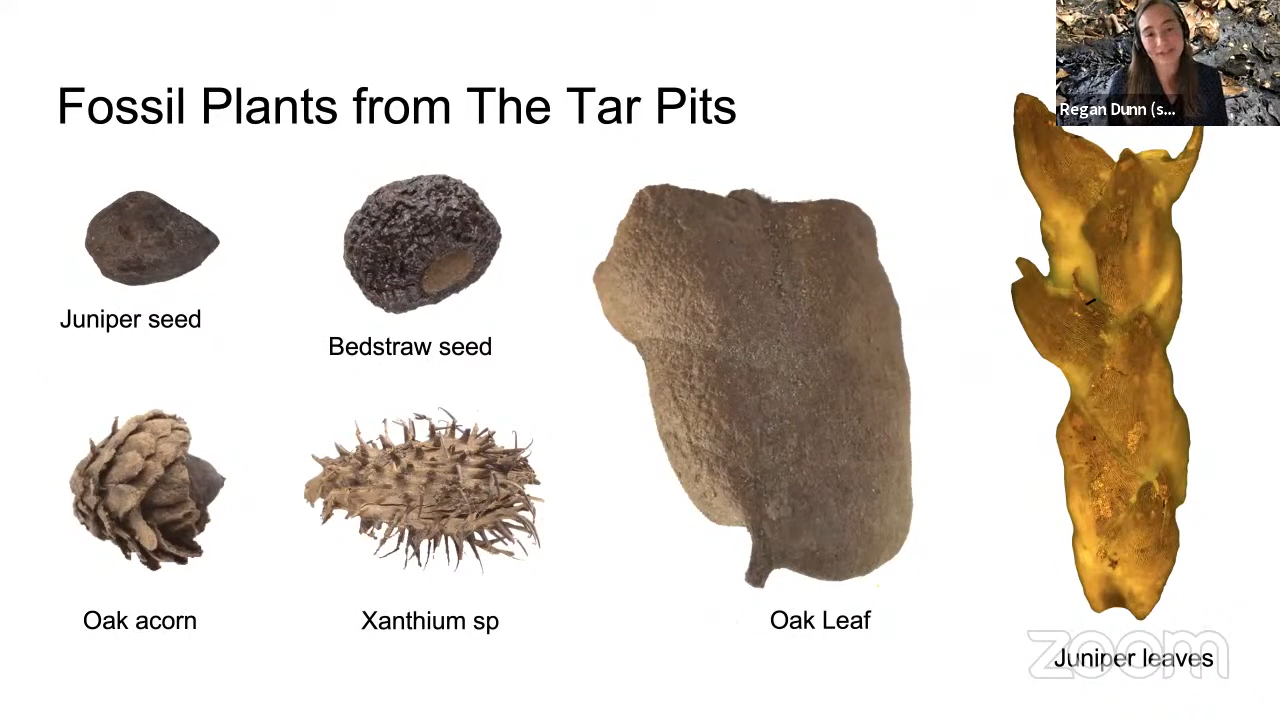 Fossil Plants from The Tar Pits
Regan Dunn (s...
Juniper seed
Bedstraw seed
Oak acorn
Xanthium sp
Oak Leaf
Juniper leaves
zoom